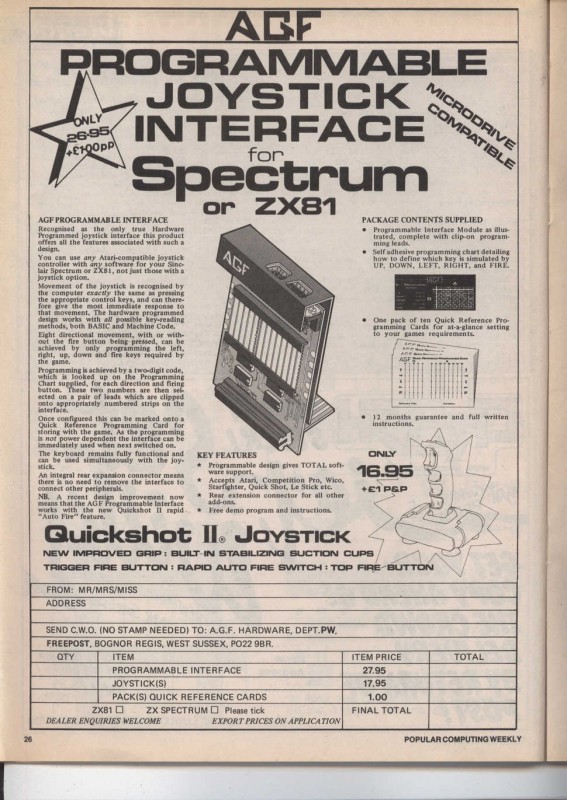 AGF
PROGRAMMABLE
JOYSTICK
INTERFACE
for
Spectrum
or ZX81
ONLY
26·95
+£1·00pp
MICRODRIVE
COMPATIBLE
AGF PROGRAMMABLE INTERFACE
Recognised as the only true Hardware
Programmed joystick interface this product
offers all the features associated with such a
design.
You can use any Atari-compatible joystick
controller with any software for your Sinc-
lair Spectrum or ZX81, not just those with a
joystick option.
Movement of the joystick is recognised by
the computer exactly the same as pressing
the appropriate control keys, and can there-
fore give the most immediate response to
that movement. The hardware programmed
design works with all possible key-reading
methods, both BASIC and Machine Code.
Eight directional movement, with or with-
out the fire button being pressed, can be
achieved by only programming the left,
right, up, down and fire keys required by
the game.
Programming is achieved by a two-digit code,
which is looked up on the Programming
Chart supplied, for each direction and firing
button. These two numbers are then sel-
ected on a pair of leads which are clipped
onto appropriately numbered strips on the
interface.
Once configured this can be marked onto a
Quick Reference Programming Card for
storing with the game. As the programming
is not power dependent the interface can be
immediately used when next switched on.
The keyboard remains fully functional and
can be used simultaneously with the joy-
stick.
An integral rear expansion connector means
there is no need to remove the interface to
connect other peripherals.
NB. A recent design improvement now
means that the AGF Programmable Interface
works with the new Quickshot II rapid
"Auto Fire" feature.
AGF
KEY FEATURES
* Programmable design gives TOTAL soft-
ware support.
* Accepts Atari, Competition Pro, Wico,
Starfighter, Quick Shot, Le Stick etc.
* Rear extension connector for all other
add-ons.
* Free demo program and instructions.
PACKAGE CONTENTS SUPPLIED
• Programmable Interface Module as illus-
trated, complete with clip-on program-
ming leads.
• Self adhesive programming chart detailing
how to define which key is simulated by
UP, DOWN, LEFT, RIGHT, and FIRE.
• One pack of ten Quick Reference Pro-
gramming Cards for at-a-glance setting
to your games requirements.
AGF
• 12 months guarantee and full written
instructions.
ONLY
16.95
+£1 P&P
Quickshot II® JOYSTICK
NEW IMPROVED GRIP : BUILT-IN STABILIZING SUCTION CUPS
TRIGGER FIRE BUTTON : RAPID AUTO FIRE SWITCH : TOP FIRE BUTTON
FROM: MR/MRS/MISS
ADDRESS
SEND C.W.O. (NO STAMP NEEDED) TO: A.G.F. HARDWARE, DEPT.PW,
FREEPOST, BOGNOR REGIS, WEST SUSSEX, PO22 9BR.
QTY ITEM ITEM PRICE TOTAL
PROGRAMMABLE INTERFACE 27.95
JOYSTICK(S) 17.95
PACK(S) QUICK REFERENCE CARDS 1.00
ZX81 □ ZX SPECTRUM □ Please tick FINAL TOTAL
DEALER ENQUIRIES WELCOME EXPORT PRICES ON APPLICATION
26
POPULAR COMPUTING WEEKLY